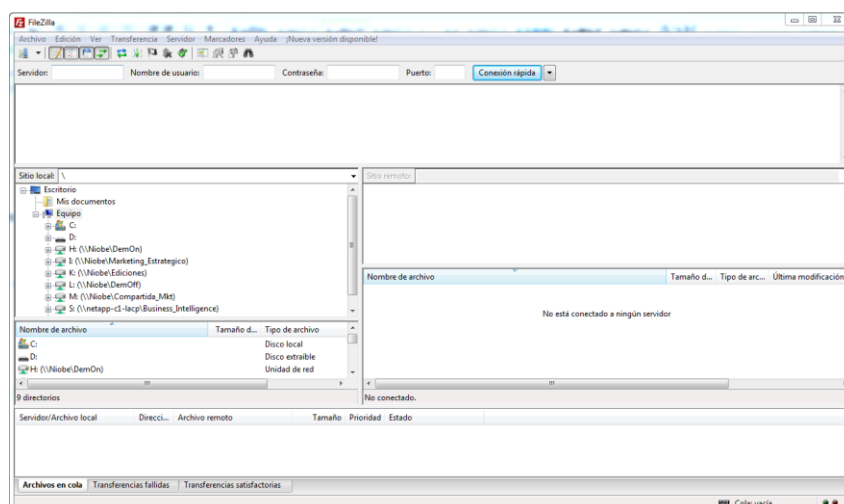 FileZilla
Archivo Edición Ver Transferencia Servidor Marcadores Ayuda ¡Nueva versión disponible!
Servidor: Nombre de usuario: Contraseña: Puerto: Conexión rápida
Sitio local: \
Sitio remoto:
Escritorio
Mis documentos
Equipo
C:
D:
H: (\\Niobe\DemOn)
I: (\\Niobe\Marketing_Estrategico)
K: (\\Niobe\Ediciones)
L: (\\Niobe\DemOff)
M: (\\Niobe\Compartida_Mkt)
S: (\\netapp-c1-lacp\Business_Intelligence)
Nombre de archivo Tamaño d... Tipo de archivo
C: Disco local
D: Disco extraíble
H: (\\Niobe\DemOn) Unidad de red
9 directorios
Nombre de archivo Tamaño d... Tipo de arc... Última modificación
No está conectado a ningún servidor
No conectado.
Servidor/Archivo local Direcci... Archivo remoto Tamaño Prioridad Estado
Archivos en cola Transferencias fallidas Transferencias satisfactorias
Cola: vacía